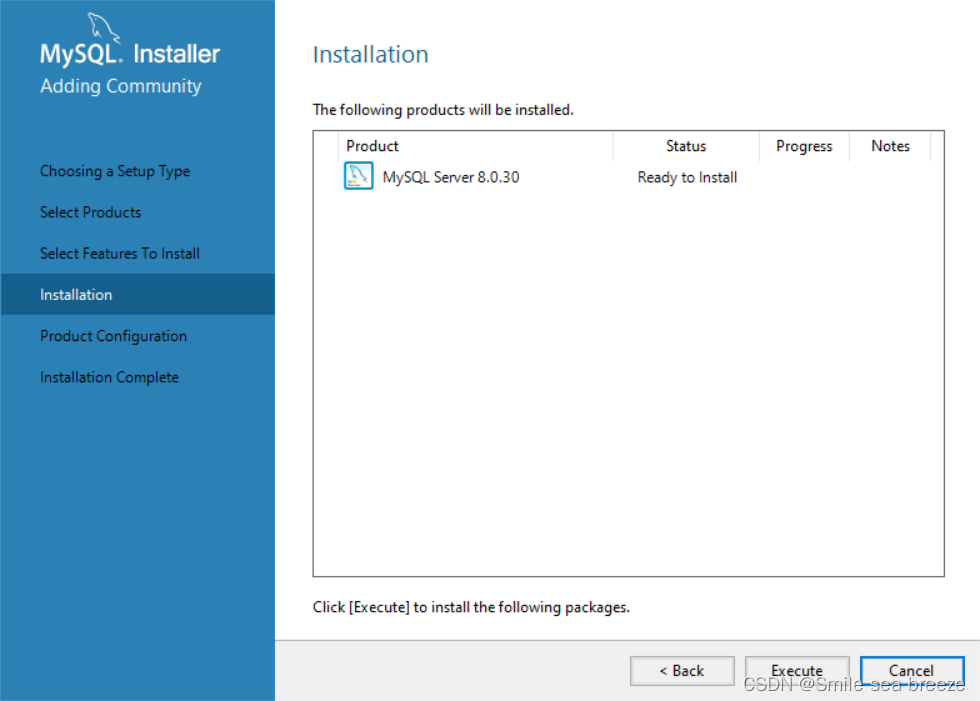 MySQL. Installer
Adding Community
Choosing a Setup Type
Select Products
Select Features To Install
Installation
Product Configuration
Installation Complete
Installation
The following products will be installed.
Product Status Progress Notes
MySQL Server 8.0.30 Ready to Install
Click [Execute] to install the following packages.
< Back Execute Cancel
CSDN @Smile-sea-breeze